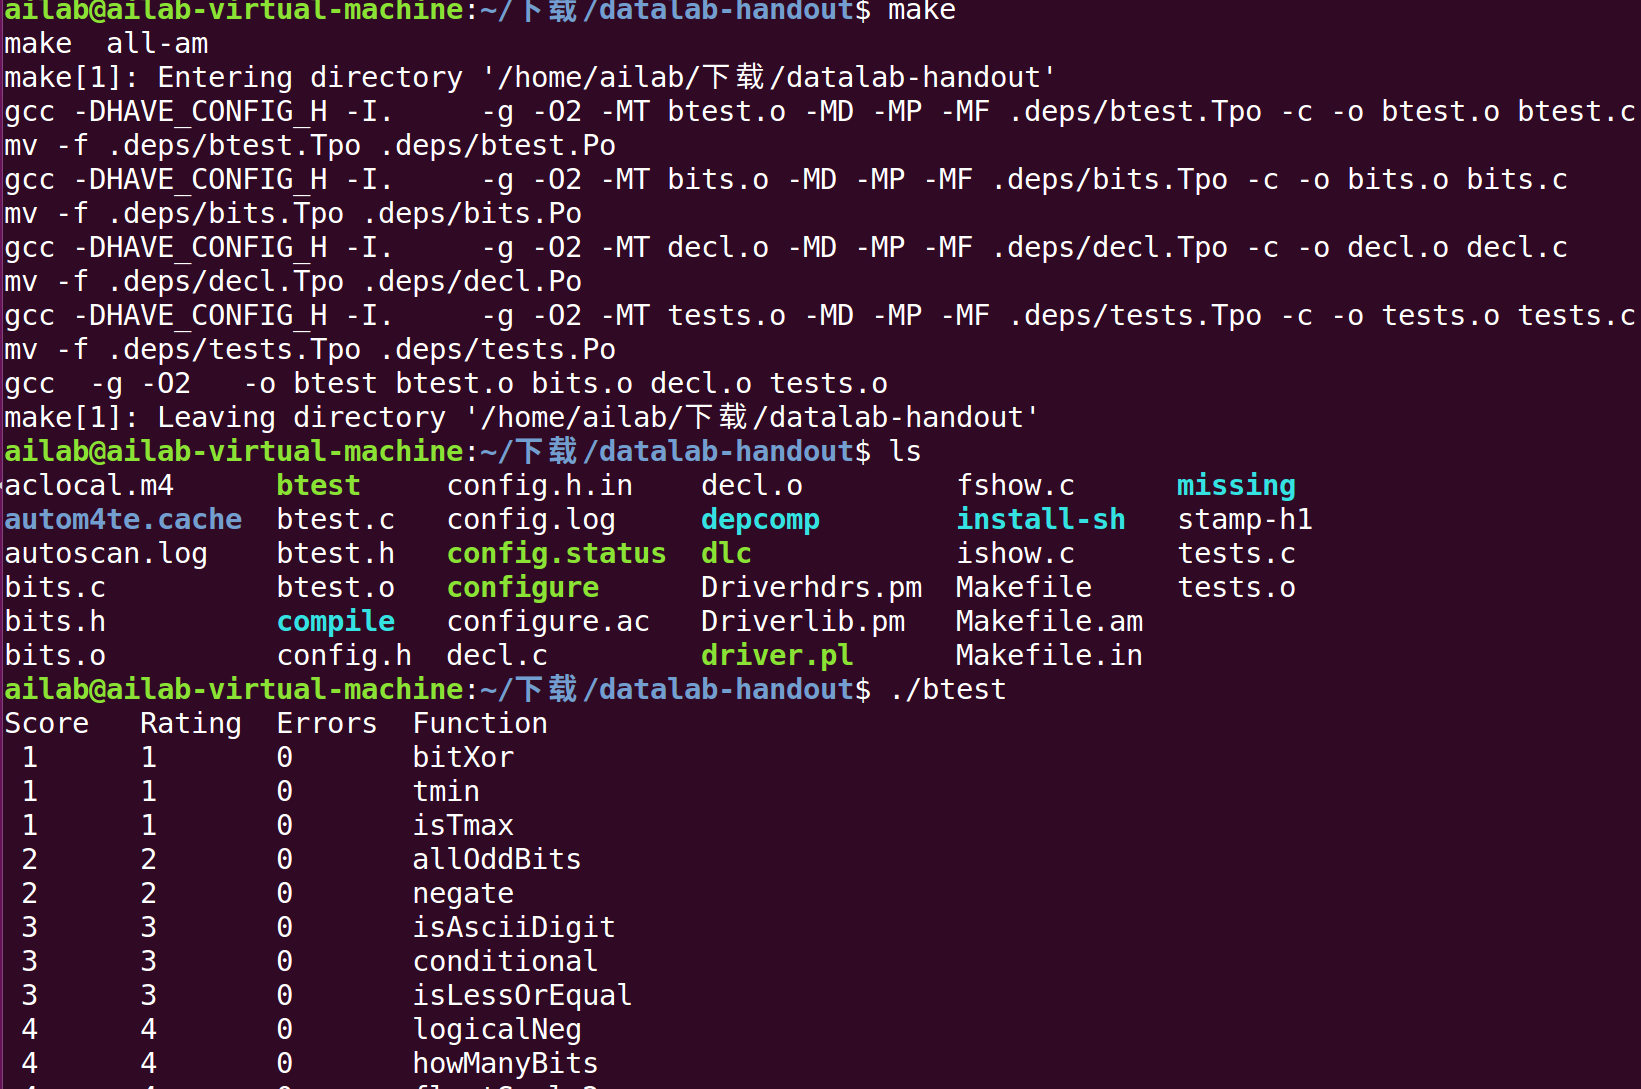 ailab@ailab-virtual-machine:~/下载/datalab-handout$ make
make  all-am
make[1]: Entering directory '/home/ailab/下载/datalab-handout'
gcc -DHAVE_CONFIG_H -I.     -g -O2 -MT btest.o -MD -MP -MF .deps/btest.Tpo -c -o btest.o btest.c
mv -f .deps/btest.Tpo .deps/btest.Po
gcc -DHAVE_CONFIG_H -I.     -g -O2 -MT bits.o -MD -MP -MF .deps/bits.Tpo -c -o bits.o bits.c
mv -f .deps/bits.Tpo .deps/bits.Po
gcc -DHAVE_CONFIG_H -I.     -g -O2 -MT decl.o -MD -MP -MF .deps/decl.Tpo -c -o decl.o decl.c
mv -f .deps/decl.Tpo .deps/decl.Po
gcc -DHAVE_CONFIG_H -I.     -g -O2 -MT tests.o -MD -MP -MF .deps/tests.Tpo -c -o tests.o tests.c
mv -f .deps/tests.Tpo .deps/tests.Po
gcc  -g -O2   -o btest btest.o bits.o decl.o tests.o
make[1]: Leaving directory '/home/ailab/下载/datalab-handout'
ailab@ailab-virtual-machine:~/下载/datalab-handout$ ls
aclocal.m4      btest     config.h.in    decl.o         fshow.c      missing
autom4te.cache  btest.c   config.log     depcomp        install-sh   stamp-h1
autoscan.log    btest.h   config.status  dlc            ishow.c      tests.c
bits.c          btest.o   configure      Driverhdrs.pm  Makefile     tests.o
bits.h          compile   configure.ac   Driverlib.pm   Makefile.am
bits.o          config.h  decl.c         driver.pl      Makefile.in
ailab@ailab-virtual-machine:~/下载/datalab-handout$ ./btest
Score   Rating  Errors  Function
 1      1       0       bitXor
 1      1       0       tmin
 1      1       0       isTmax
 2      2       0       allOddBits
 2      2       0       negate
 3      3       0       isAsciiDigit
 3      3       0       conditional
 3      3       0       isLessOrEqual
 4      4       0       logicalNeg
 4      4       0       howManyBits